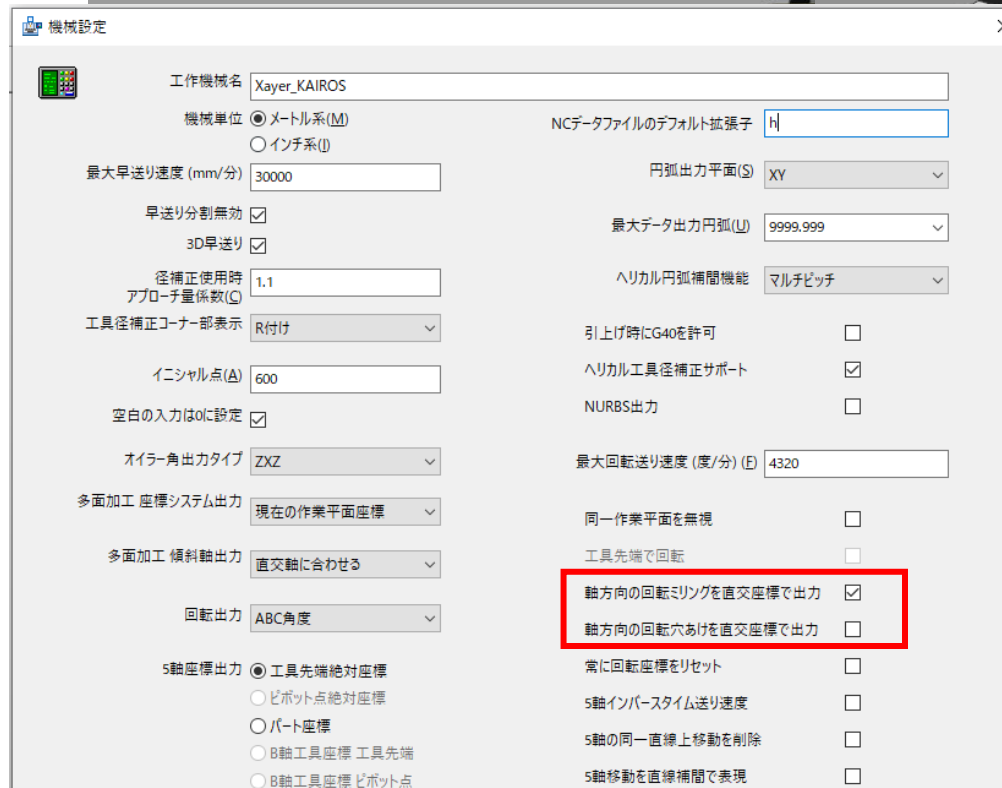 機械設定
工作機械名 Xayer_KAIROS
機械単位 メートル系(M)
インチ系(I)
最大早送り速度 (mm/分) 30000
早送り分割無効
3D早送り
径補正使用時
アプローチ量係数(C) 1.1
工具径補正コーナー部表示 R付け
イニシャル点(A) 600
空白の入力は0に設定
オイラー角出力タイプ ZXZ
多面加工 座標システム出力 現在の作業平面座標
多面加工 傾斜軸出力 直交軸に合わせる
回転出力 ABC角度
5軸座標出力 工具先端絶対座標
ピボット点絶対座標
パート座標
B軸工具座標 工具先端
B軸工具座標 ピボット点
NCデータファイルのデフォルト拡張子 h
円弧出力平面(S) XY
最大データ出力円弧(U) 9999.999
ヘリカル円弧補間機能 マルチピッチ
引上げ時にG40を許可
ヘリカル工具径補正サポート
NURBS出力
最大回転送り速度 (度/分) (F) 4320
同一作業平面を無視
工具先端で回転
軸方向の回転ミリングを直交座標で出力
軸方向の回転穴あけを直交座標で出力
常に回転座標をリセット
5軸インバースタイム送り速度
5軸の同一直線上移動を削除
5軸移動を直線補間で表現